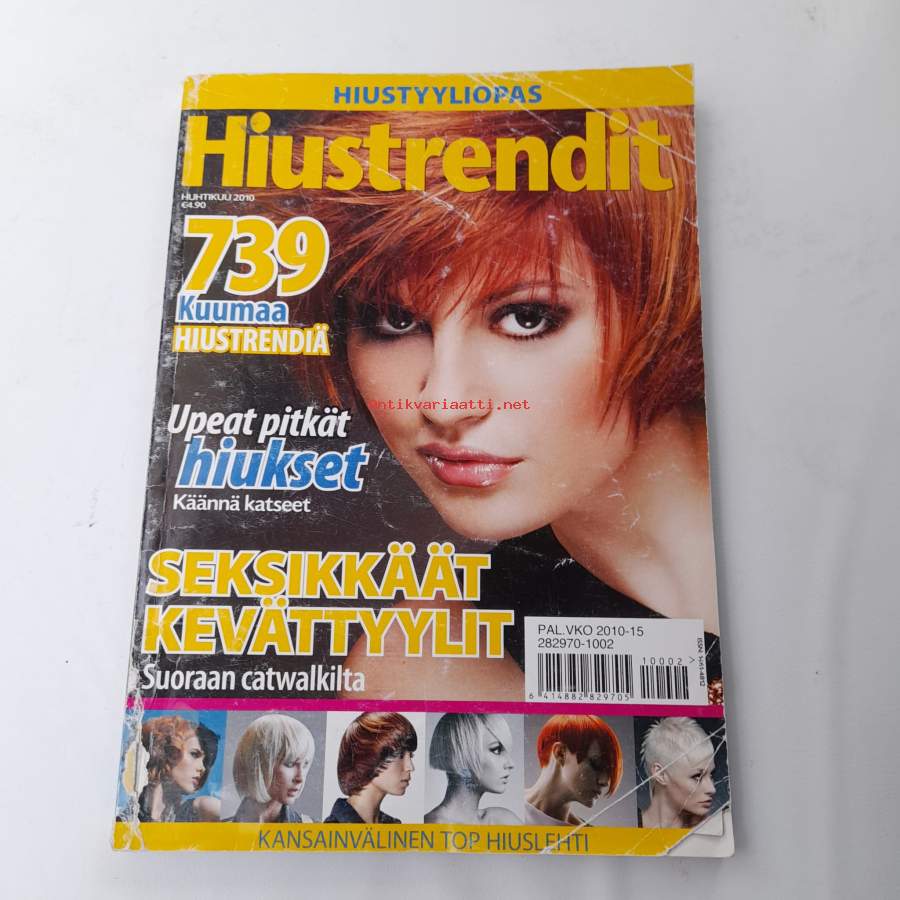 HIUSTYYLIOPAS
Hiustrendit
HUHTIKUU 2010
€4.90
739
Kuumaa
HIUSTRENDIÄ
Antikvariaatti.net
Upeat pitkät
hiukset
Käännä katseet
SEKSIKKÄÄT
KEVÄTTYYLIT
Suoraan catwalkilta
PAL.VKO 2010-15
282970-1002
10002 >
6 414882 829705
KANSAINVÄLINEN TOP HIUSLEHTI